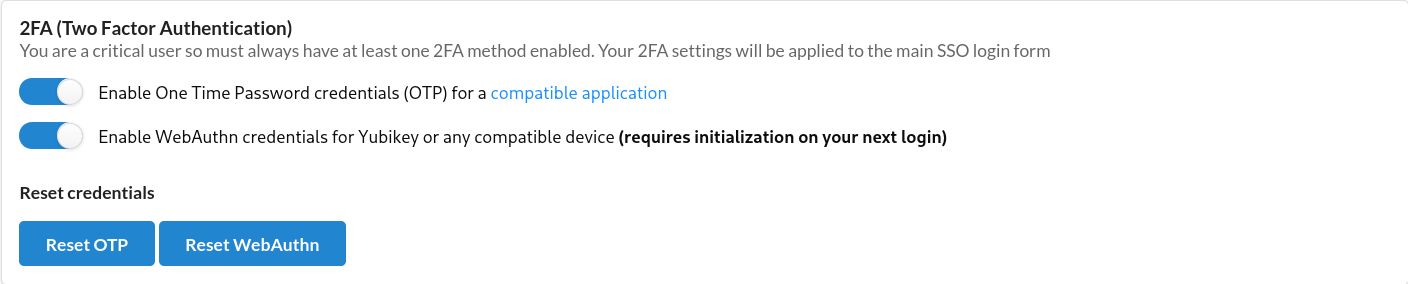 2FA (Two Factor Authentication)
You are a critical user so must always have at least one 2FA method enabled. Your 2FA settings will be applied to the main SSO login form
Enable One Time Password credentials (OTP) for a compatible application
Enable WebAuthn credentials for Yubikey or any compatible device (requires initialization on your next login)
Reset credentials
Reset OTP Reset WebAuthn